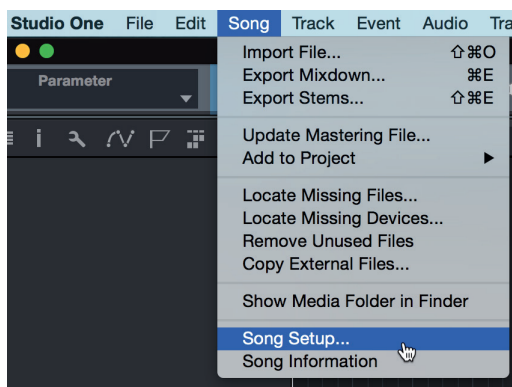 Studio One File Edit Song Track Event Audio
Parameter
Import File... ⇧⌘O
Export Mixdown... ⌘E
Export Stems... ⇧⌘E
Update Mastering File...
Add to Project ▶
Locate Missing Files...
Locate Missing Devices...
Remove Unused Files
Copy External Files...
Show Media Folder in Finder
Song Setup...
Song Information